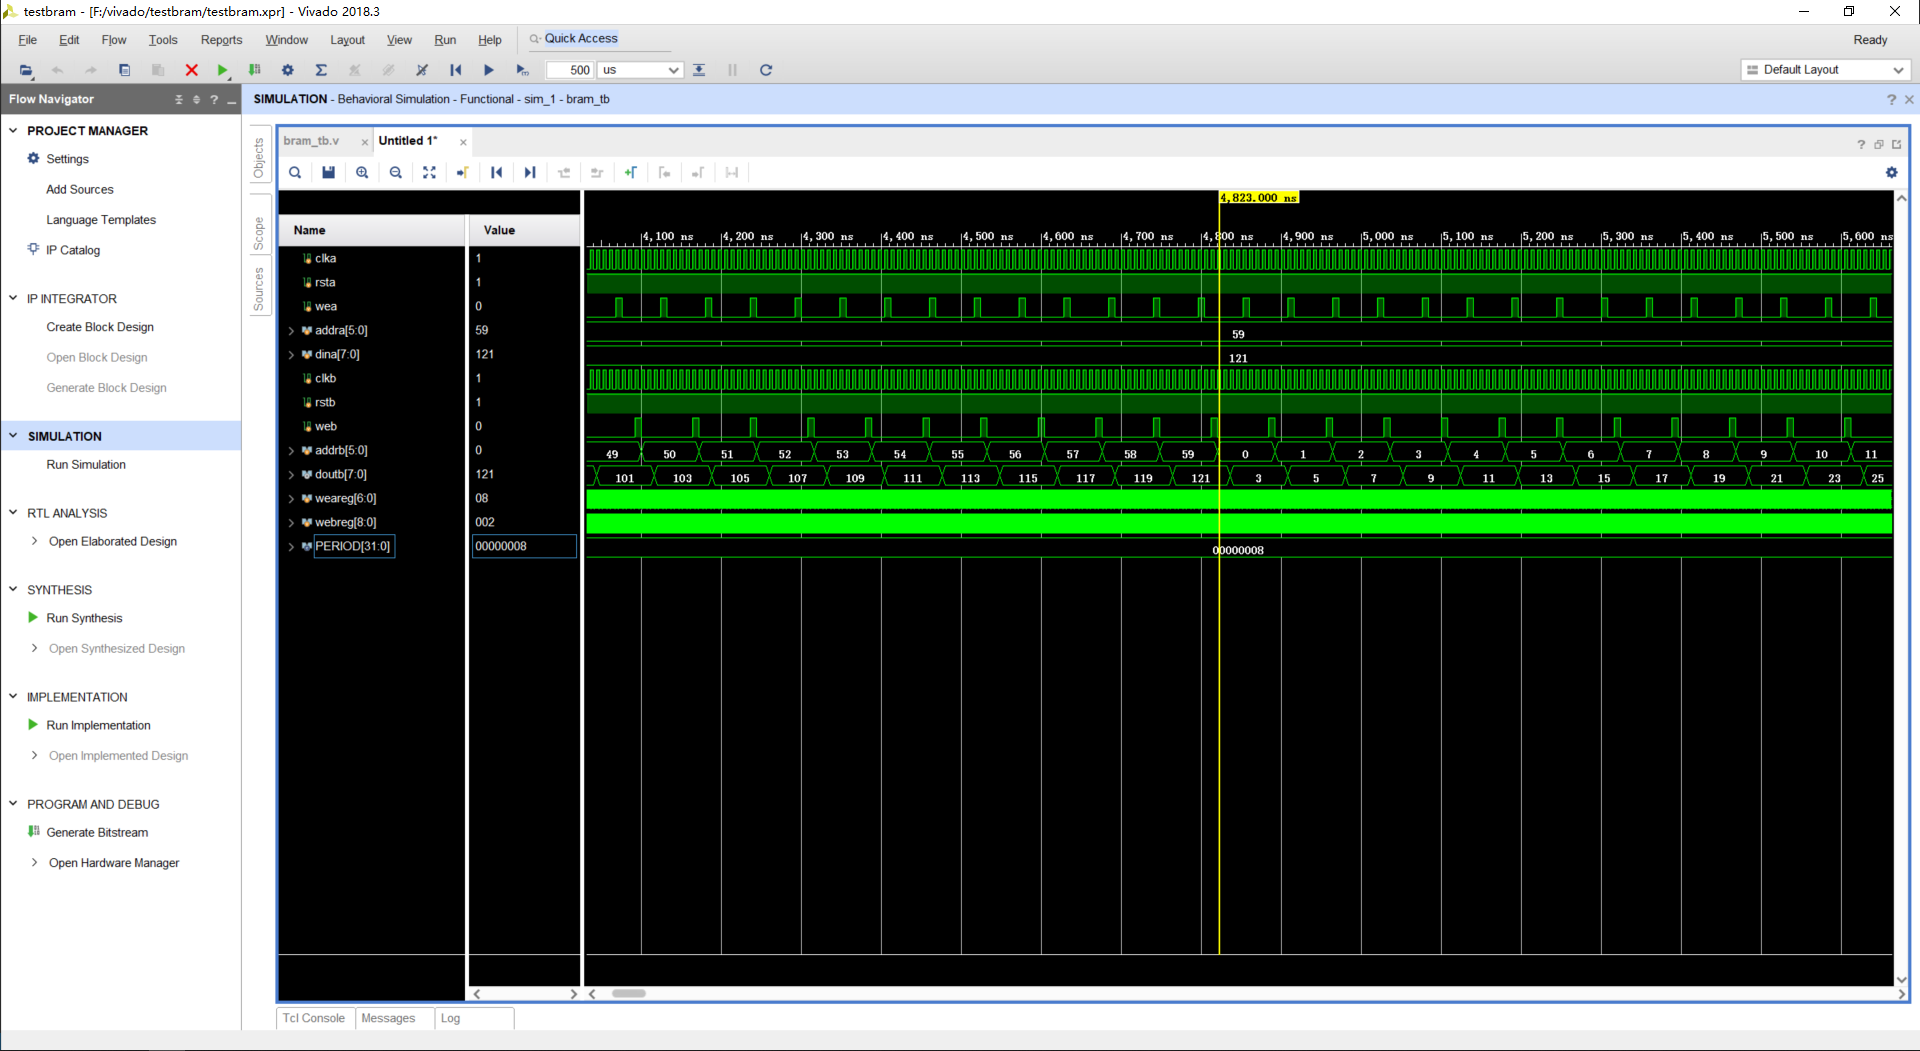 testbram - [F:/vivado/testbram/testbram.xpr] - Vivado 2018.3
File Edit Flow Tools Reports Window Layout View Run Help Quick Access Ready
500 us Default Layout
Flow Navigator ? _
SIMULATION - Behavioral Simulation - Functional - sim_1 - bram_tb ?
PROJECT MANAGER
Settings
Add Sources
Language Templates
IP Catalog
IP INTEGRATOR
Create Block Design
Open Block Design
Generate Block Design
SIMULATION
Run Simulation
RTL ANALYSIS
Open Elaborated Design
SYNTHESIS
Run Synthesis
Open Synthesized Design
IMPLEMENTATION
Run Implementation
Open Implemented Design
PROGRAM AND DEBUG
Generate Bitstream
Open Hardware Manager
Objects
Scope
Sources
bram_tb.v Untitled 1* ?
4,823.000 ns
Name Value
4,100 ns 4,200 ns 4,300 ns 4,400 ns 4,500 ns 4,600 ns 4,700 ns 4,800 ns 4,900 ns 5,000 ns 5,100 ns 5,200 ns 5,300 ns 5,400 ns 5,500 ns 5,600 ns
clka 1
rsta 1
wea 0
addra[5:0] 59 59
dina[7:0] 121 121
clkb 1
rstb 1
web 0
addrb[5:0] 0 49 50 51 52 53 54 55 56 57 58 59 0 1 2 3 4 5 6 7 8 9 10 11
doutb[7:0] 121 101 103 105 107 109 111 113 115 117 119 121 3 5 7 9 11 13 15 17 19 21 23 25
weareg[6:0] 08
webreg[8:0] 002
PERIOD[31:0] 00000008 00000008
Tcl Console Messages Log